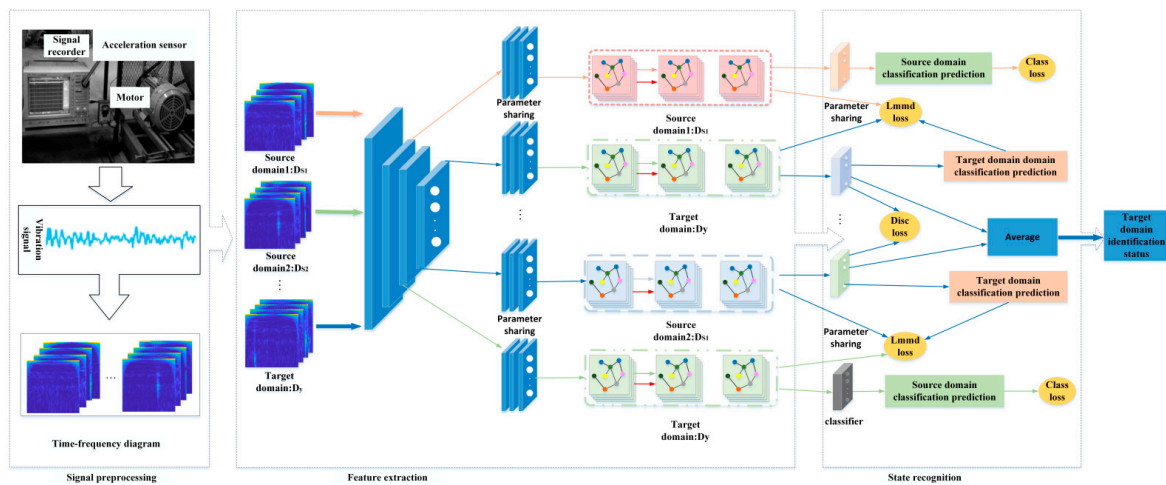 Signal
recorder
Acceleration sensor
Motor
Vibration
signal
...
Time-frequency diagram
Signal preprocessing
Source
domain1:DS1
Source
domain2:DS2
...
Target
domain:Dy
Parameter
sharing
...
Parameter
sharing
Source
domain1:DS1
Target
domain:Dy
Source
domain2:DS1
Target
domain:Dy
Feature extraction
Parameter
sharing
...
Parameter
sharing
classifier
Source domain
classification prediction
Class
loss
Lmmd
loss
Target domain domain
classification prediction
Disc
loss
Average
Target
domain
identification
status
Target domain
classification prediction
Lmmd
loss
Source domain
classification prediction
Class
loss
State recognition